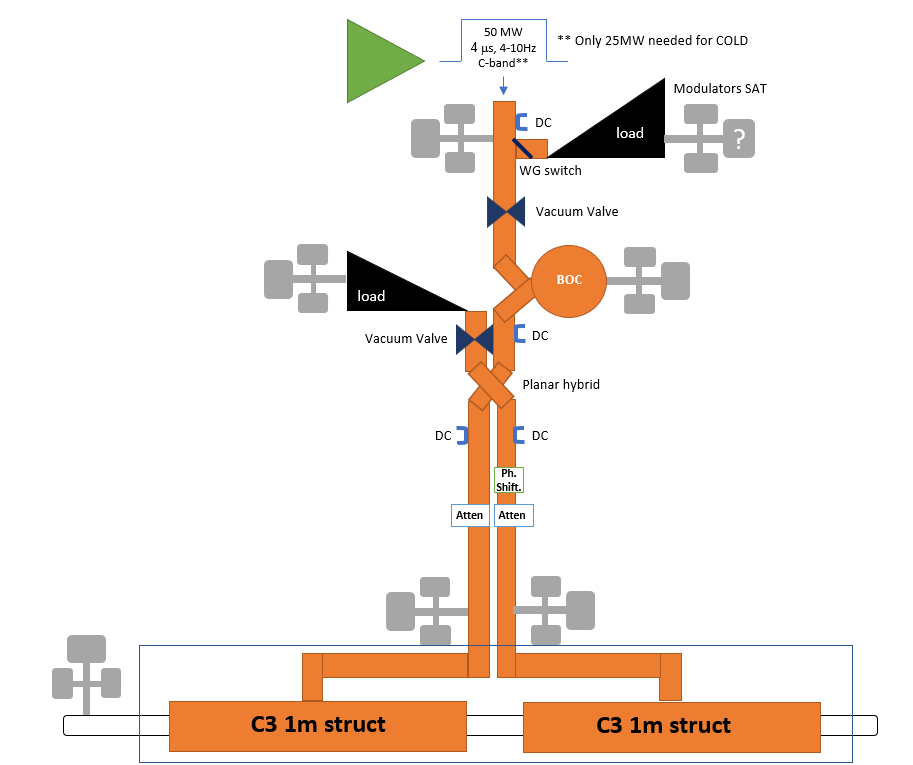 50 MW
4 µs, 4-10Hz
C-band**
** Only 25MW needed for COLD
Modulators SAT
DC
load
?
WG switch
Vacuum Valve
BOC
load
Vacuum Valve
DC
Planar hybrid
DC
DC
Ph.
Shift.
Atten
Atten
C3 1m struct
C3 1m struct